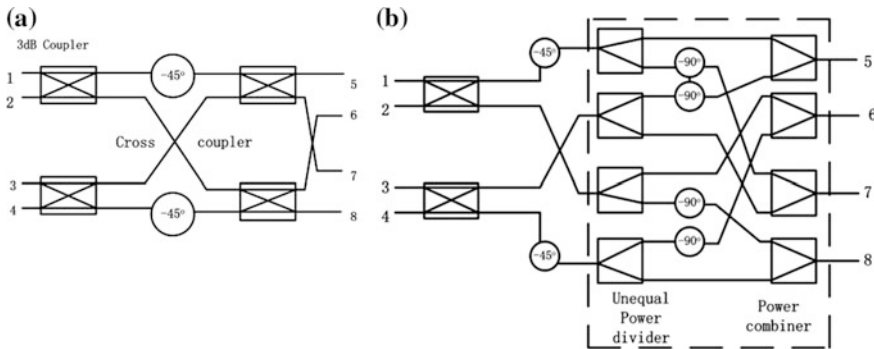 (a)
3dB Coupler
1
2
3
4
-45°
-45°
Cross coupler
5
6
7
8
(b)
1
2
3
4
-45°
-45°
-90°
-90°
-90°
-90°
5
6
7
8
Unequal
Power
divider
Power
combiner